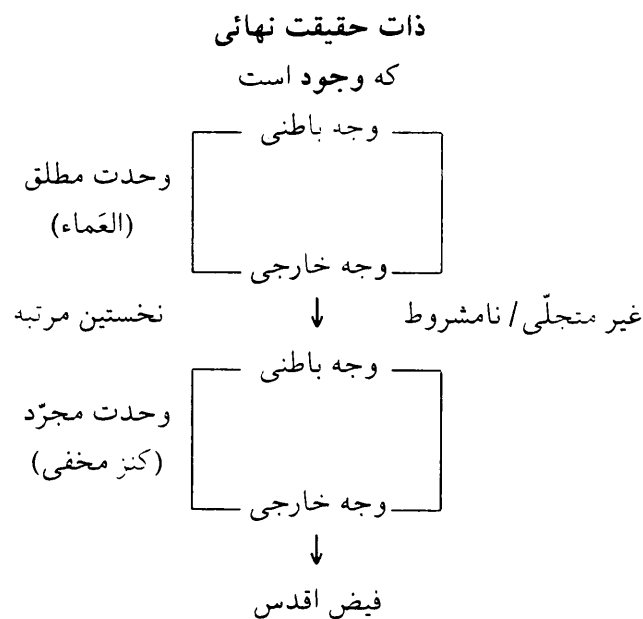 ذات حقیقت نهائی
که وجود است
وجه باطنی
وحدت مطلق
(العَماء)
وجه خارجی
غیر متجلّی / نامشروط
نخستین مرتبه
وجه باطنی
وحدت مجرّد
(کنز مخفی)
وجه خارجی
فیض اقدس